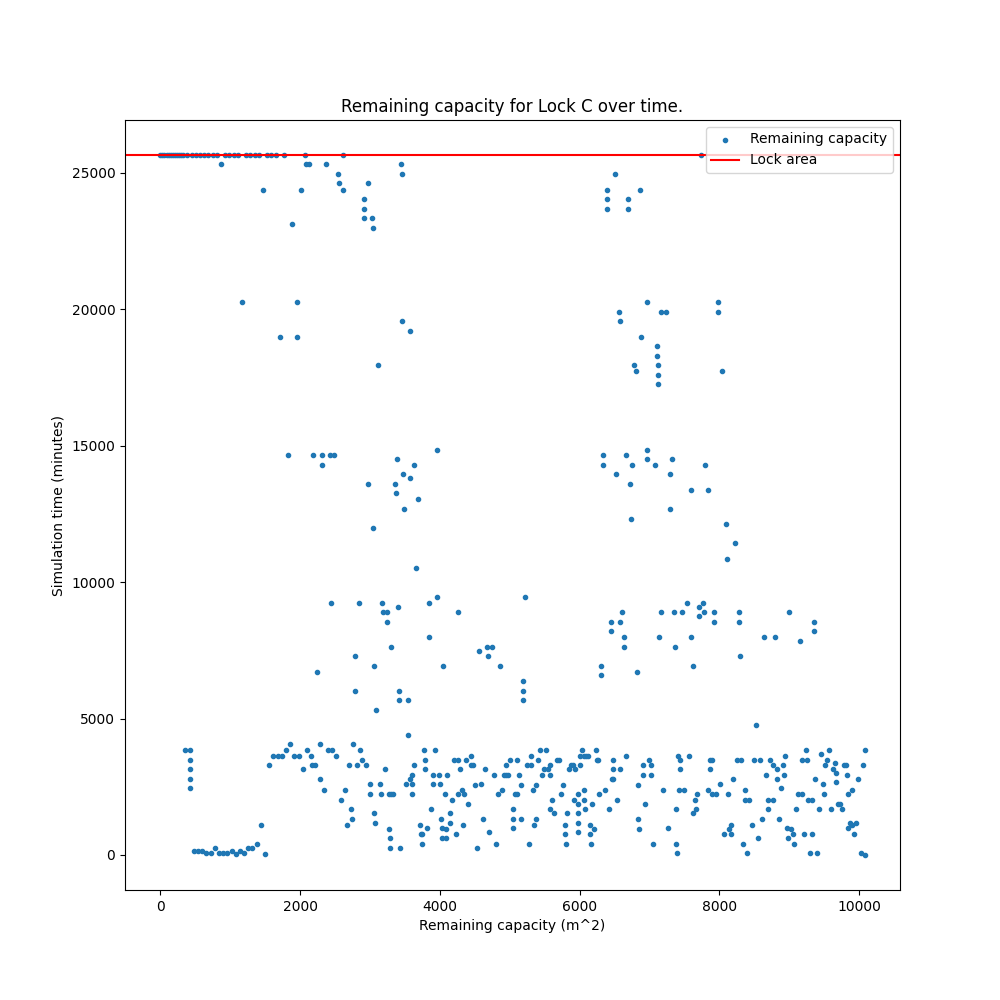 Remaining capacity for Lock C over time.
Remaining capacity
Lock area
25000
20000
15000
10000
5000
0
Simulation time (minutes)
0 2000 4000 6000 8000 10000
Remaining capacity (m^2)